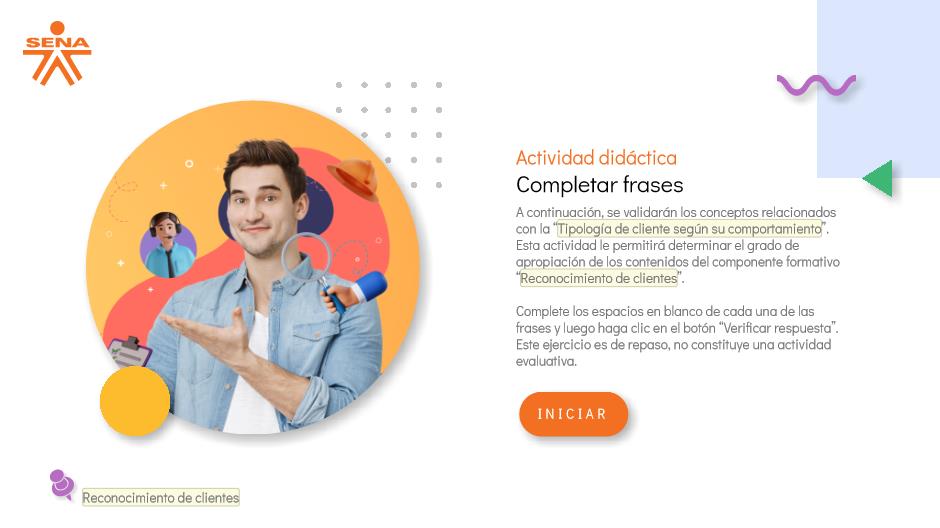 SENA
Actividad didáctica
Completar frases
A continuación, se validarán los conceptos relacionados
con la “Tipología de cliente según su comportamiento”.
Esta actividad le permitirá determinar el grado de
apropiación de los contenidos del componente formativo
“Reconocimiento de clientes”.
Complete los espacios en blanco de cada una de las
frases y luego haga clic en el botón “Verificar respuesta”.
Este ejercicio es de repaso, no constituye una actividad
evaluativa.
INICIAR
Reconocimiento de clientes